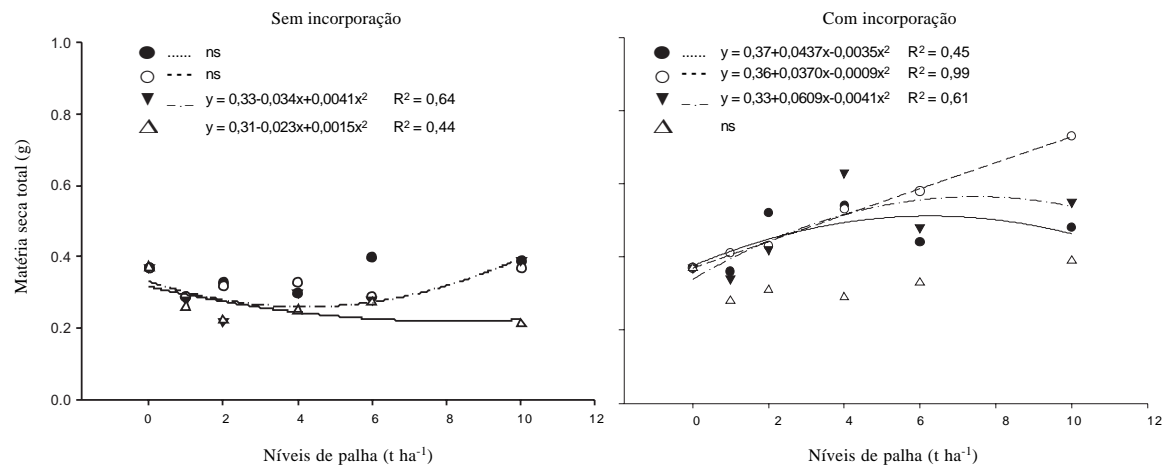 Sem incorporação
Com incorporação
Matéria seca total (g)
1.0
0.8
0.6
0.4
0.2
0.0
ns
ns
y = 0,33-0,034x+0,0041x² R² = 0,64
y = 0,31-0,023x+0,0015x² R² = 0,44
0 2 4 6 8 10 12
Níveis de palha (t ha⁻¹)
y = 0,37+0,0437x-0,0035x² R² = 0,45
y = 0,36+0,0370x-0,0009x² R² = 0,99
y = 0,33+0,0609x-0,0041x² R² = 0,61
ns
0 2 4 6 8 10 12
Níveis de palha (t ha⁻¹)